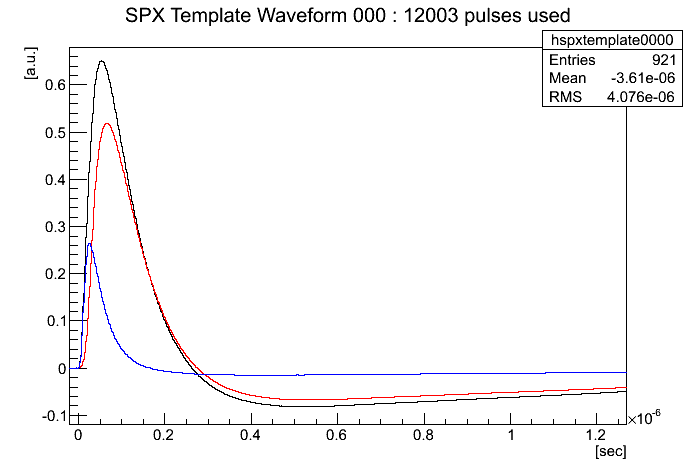 SPX Template Waveform 000 : 12003 pulses used
hspxtemplate0000
Entries 921
Mean -3.61e-06
RMS 4.076e-06
[a.u.]
0.6
0.5
0.4
0.3
0.2
0.1
0
-0.1
0 0.2 0.4 0.6 0.8 1 1.2
×10-6
[sec]